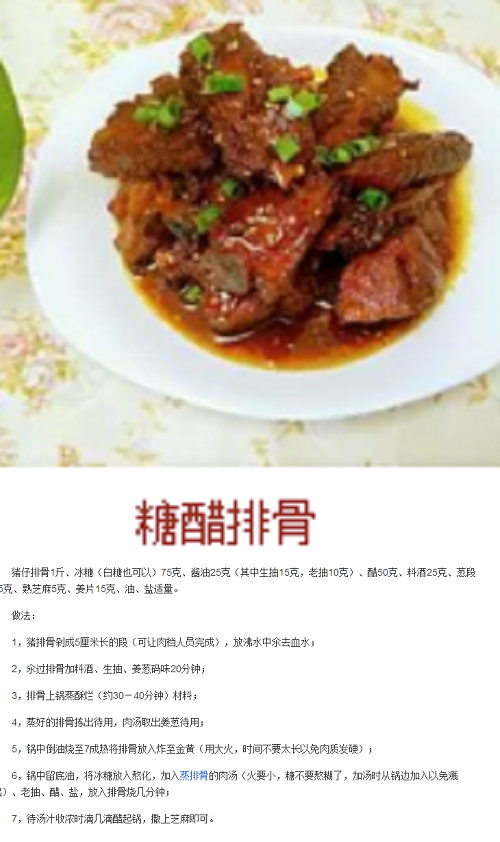 糖醋排骨
猪仔排骨1斤、冰糖（白糖也可以）75克、酱油25克（其中生抽15克，老抽10克）、醋50克、料酒25克、葱段
5克、熟芝麻5克、姜片15克、油、盐适量。
做法：
1，猪排骨剁成5厘米长的段（可让肉档人员完成），放沸水中汆去血水；
2，汆过排骨加料酒、生抽、姜葱码味20分钟；
3，排骨上锅蒸酥烂（约30－40分钟）材料；
4，蒸好的排骨拣出待用，肉汤取出姜葱待用；
5，锅中倒油烧至7成热将排骨放入炸至金黄（用大火，时间不要太长以免肉质发硬）；
6，锅中留底油，将冰糖放入熬化，加入蒸排骨的肉汤（火要小，糖不要熬糊了，加汤时从锅边加入以免溅
）、老抽、醋、盐，放入排骨烧几分钟；
7，待汤汁收浓时滴几滴醋起锅，撒上芝麻即可。